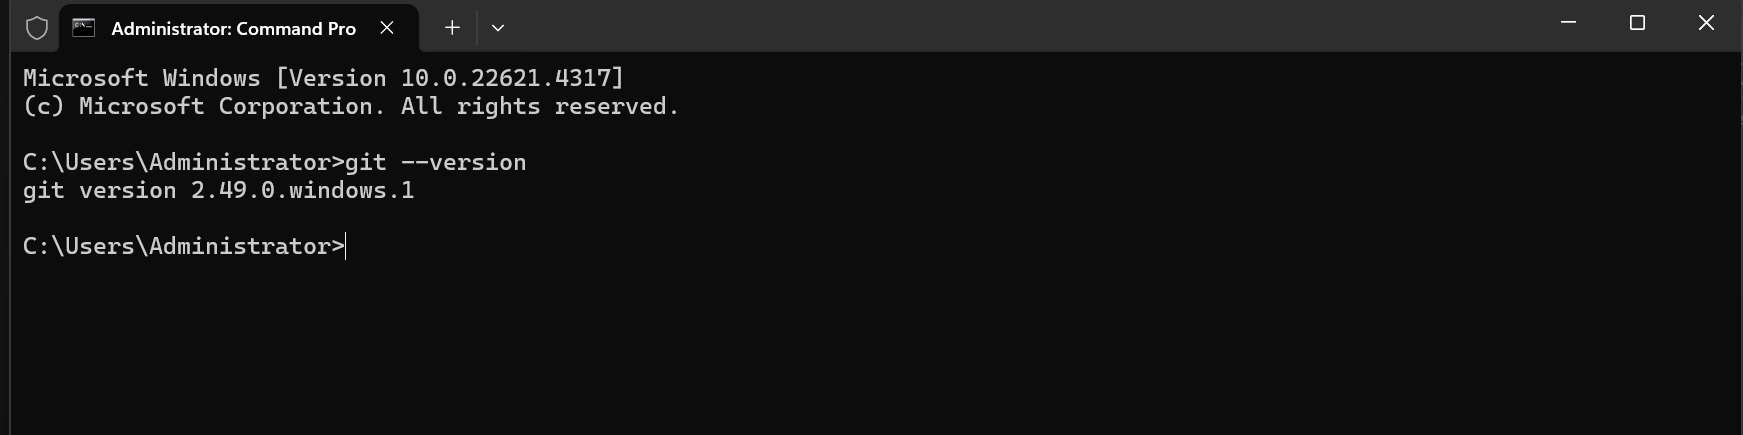 Administrator: Command Pro
Microsoft Windows [Version 10.0.22621.4317]
(c) Microsoft Corporation. All rights reserved.
C:\Users\Administrator>git --version
git version 2.49.0.windows.1
C:\Users\Administrator>